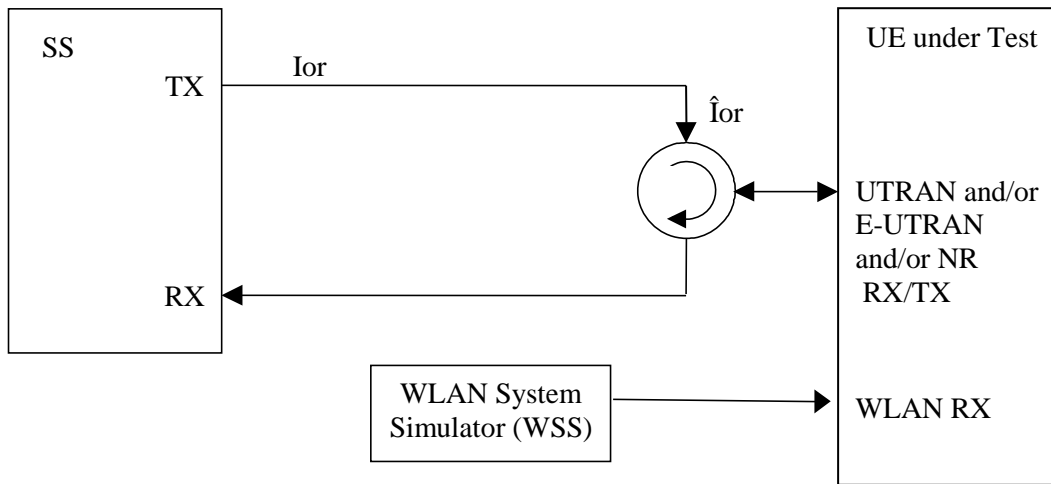 SS
TX
Ior
Îor
RX
UE under Test
UTRAN and/or
E-UTRAN
and/or NR
RX/TX
WLAN System
Simulator (WSS)
WLAN RX